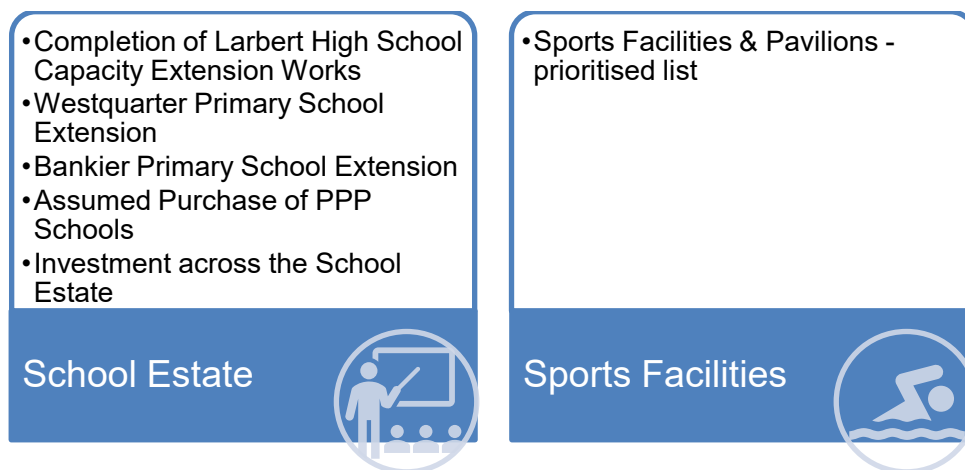 •Completion of Larbert High School
Capacity Extension Works
•Westquarter Primary School
Extension
•Bankier Primary School Extension
•Assumed Purchase of PPP
Schools
•Investment across the School
Estate
School Estate
•Sports Facilities & Pavilions -
prioritised list
Sports Facilities